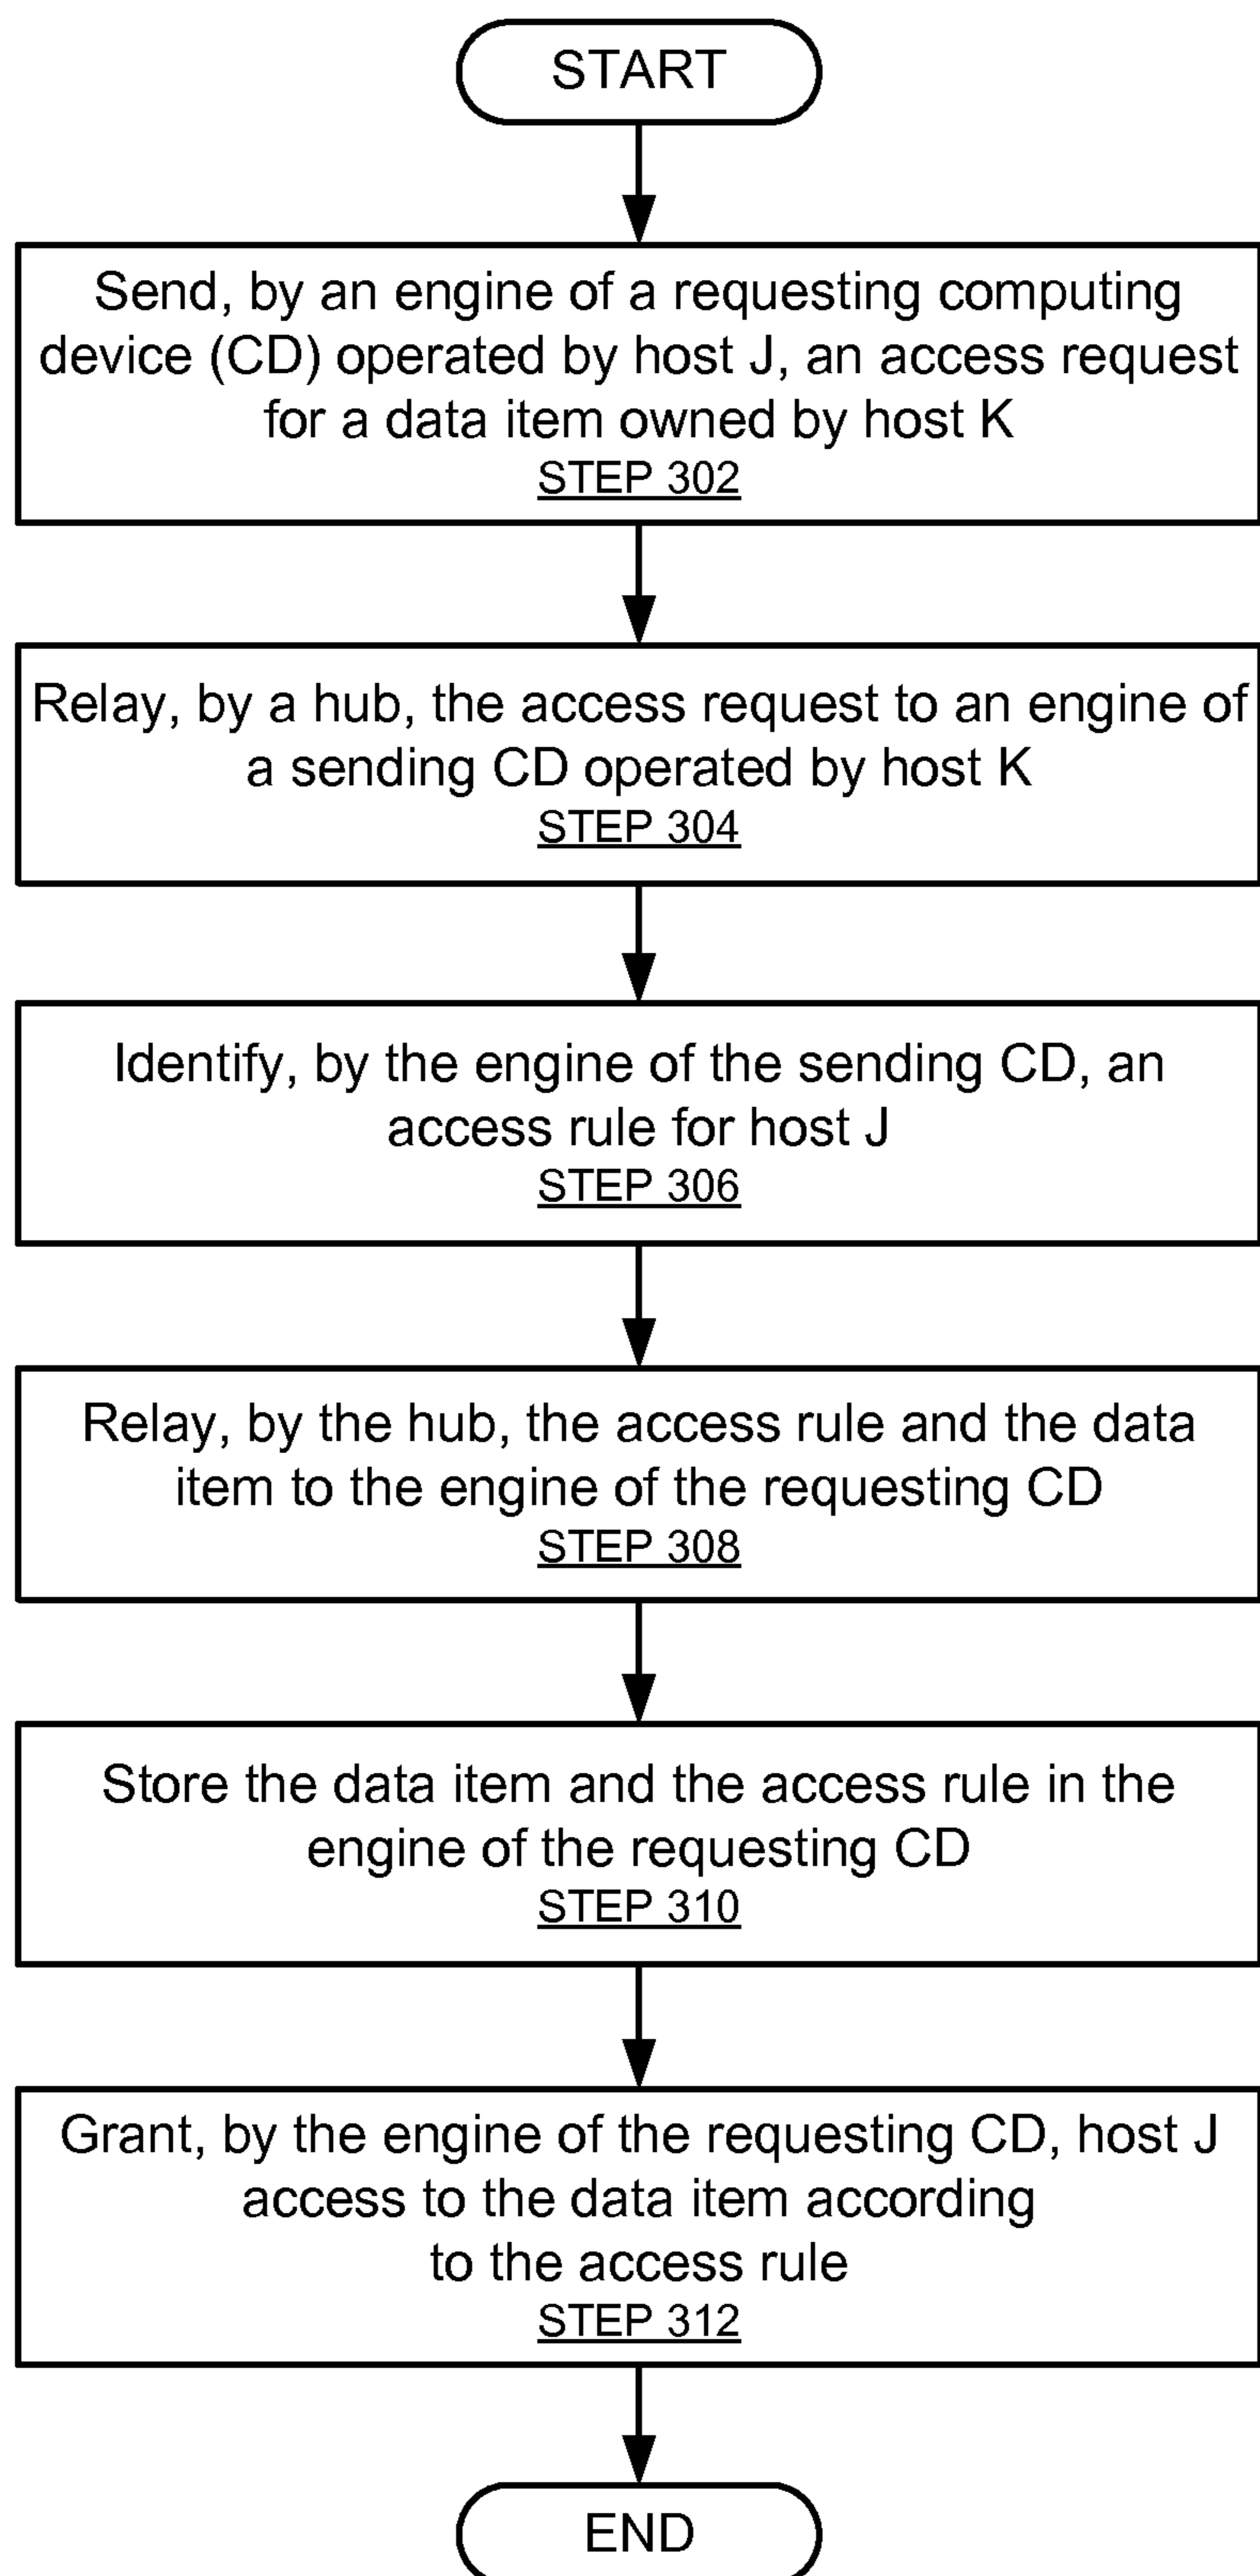 START
Send, by an engine of a requesting computing
device (CD) operated by host J, an access request
for a data item owned by host K
STEP 302
Relay, by a hub, the access request to an engine of
a sending CD operated by host K
STEP 304
Identify, by the engine of the sending CD, an
access rule for host J
STEP 306
Relay, by the hub, the access rule and the data
item to the engine of the requesting CD
STEP 308
Store the data item and the access rule in the
engine of the requesting CD
STEP 310
Grant, by the engine of the requesting CD, host J
access to the data item according
to the access rule
STEP 312
END